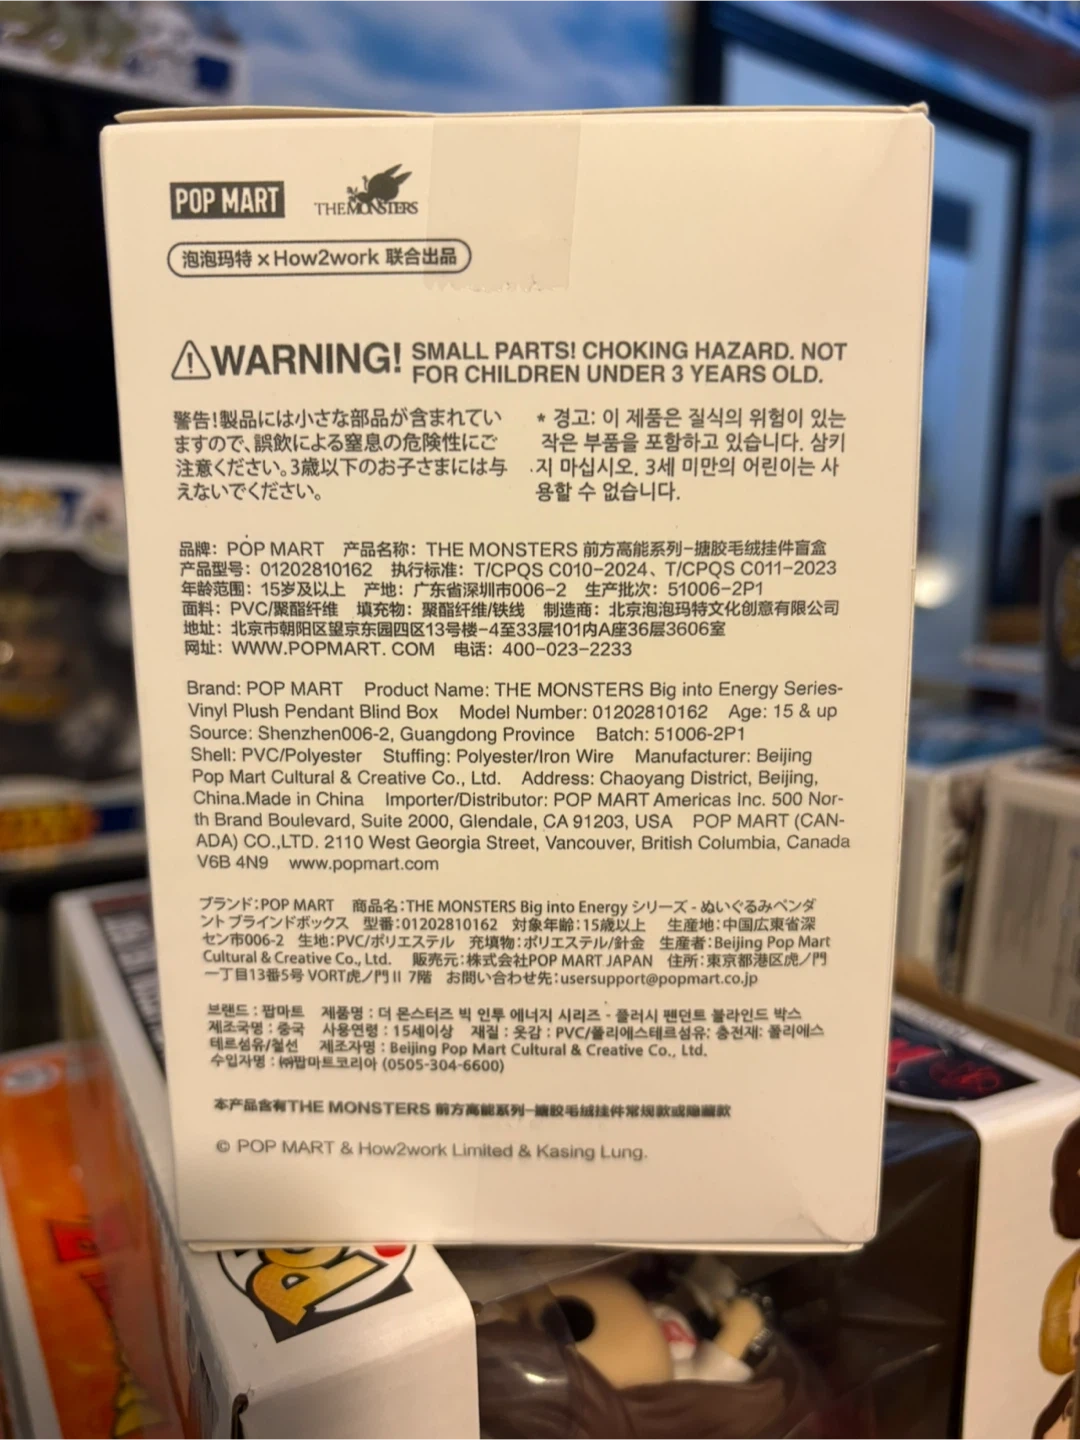 POP MART
THE MONSTERS
泡泡玛特 × How2work 联合出品
WARNING! SMALL PARTS! CHOKING HAZARD. NOT
FOR CHILDREN UNDER 3 YEARS OLD.
警告！製品には小さな部品が含まれてい
ますので、誤飲による窒息の危険性にご
注意ください。3歳以下のお子さまには与
えないでください。
* 경고: 이 제품은 질식의 위험이 있는
작은 부품을 포함하고 있습니다. 삼키
지 마십시오. 3세 미만의 어린이는 사
용할 수 없습니다.
品牌：POP MART 产品名称：THE MONSTERS 前方高能系列-搪胶毛绒挂件盲盒
产品型号：01202810162 执行标准：T/CPQS C010-2024、T/CPQS C011-2023
年龄范围：15岁及以上 产地：广东省深圳市006-2 生产批次：51006-2P1
面料：PVC/聚酯纤维 填充物：聚酯纤维/铁线 制造商：北京泡泡玛特文化创意有限公司
地址：北京市朝阳区望京东园四区13号楼-4至33层101内A座36层3606室
网址：WWW.POPMART.COM 电话：400-023-2233
Brand: POP MART Product Name: THE MONSTERS Big into Energy Series-
Vinyl Plush Pendant Blind Box Model Number: 01202810162 Age: 15 & up
Source: Shenzhen006-2, Guangdong Province Batch: 51006-2P1
Shell: PVC/Polyester Stuffing: Polyester/Iron Wire Manufacturer: Beijing
Pop Mart Cultural & Creative Co., Ltd. Address: Chaoyang District, Beijing,
China.Made in China Importer/Distributor: POP MART Americas Inc. 500 Nor-
th Brand Boulevard, Suite 2000, Glendale, CA 91203, USA POP MART (CAN-
ADA) CO.,LTD. 2110 West Georgia Street, Vancouver, British Columbia, Canada
V6B 4N9 www.popmart.com
ブランド：POP MART 商品名：THE MONSTERS Big into Energy シリーズ - ぬいぐるみペンダ
ント ブラインドボックス 型番：01202810162 対象年齢：15歳以上 生産地：中国広東省深
セン市006-2 生地：PVC/ポリエステル 充填物：ポリエステル/針金 生産者：Beijing Pop Mart
Cultural & Creative Co., Ltd. 販売元：株式会社POP MART JAPAN 住所：東京都港区虎ノ門
一丁目13番5号 VORT虎ノ門Ⅱ 7階 お問い合わせ先：usersupport@popmart.co.jp
브랜드 : 팝마트 제품명 : 더 몬스터즈 빅 인투 에너지 시리즈 - 플러시 펜던트 블라인드 박스
제조국명 : 중국 사용연령 : 15세이상 재질 : 옷감 : PVC/폴리에스테르섬유; 충전재: 폴리에스
테르섬유/철선 제조자명 : Beijing Pop Mart Cultural & Creative Co., Ltd.
수입자명 : ㈜팝마트코리아 (0505-304-6600)
本产品含有THE MONSTERS 前方高能系列-搪胶毛绒挂件常规款或隐藏款
© POP MART & How2work Limited & Kasing Lung.